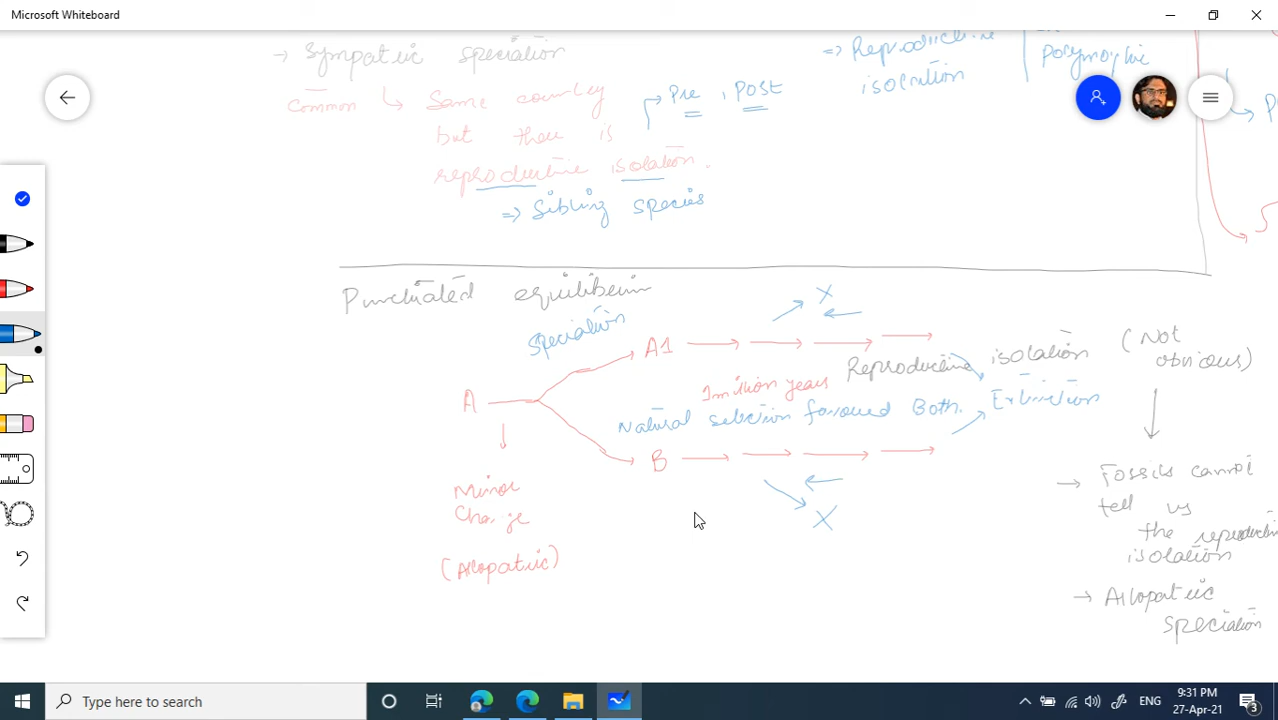 Microsoft Whiteboard
→ Sympatric speciation
Common ↳ Same country
but there is
reproductive isolation.
Pre , Post
⇒ Sibling species
⇒ Reproductive
isolation
polymorphic
Punctuated equilibrium
Speciation
A
A1
X
1 million years
Natural selection favoured Both.
Reproductive isolation (Not
obvious)
Extinction
B
X
Minor
Change
(Allopatric)
→ Fossils cannot
tell us
the reproductive
isolation
→ Allopatric
speciation
Type here to search
ENG
9:31 PM
27-Apr-21
3